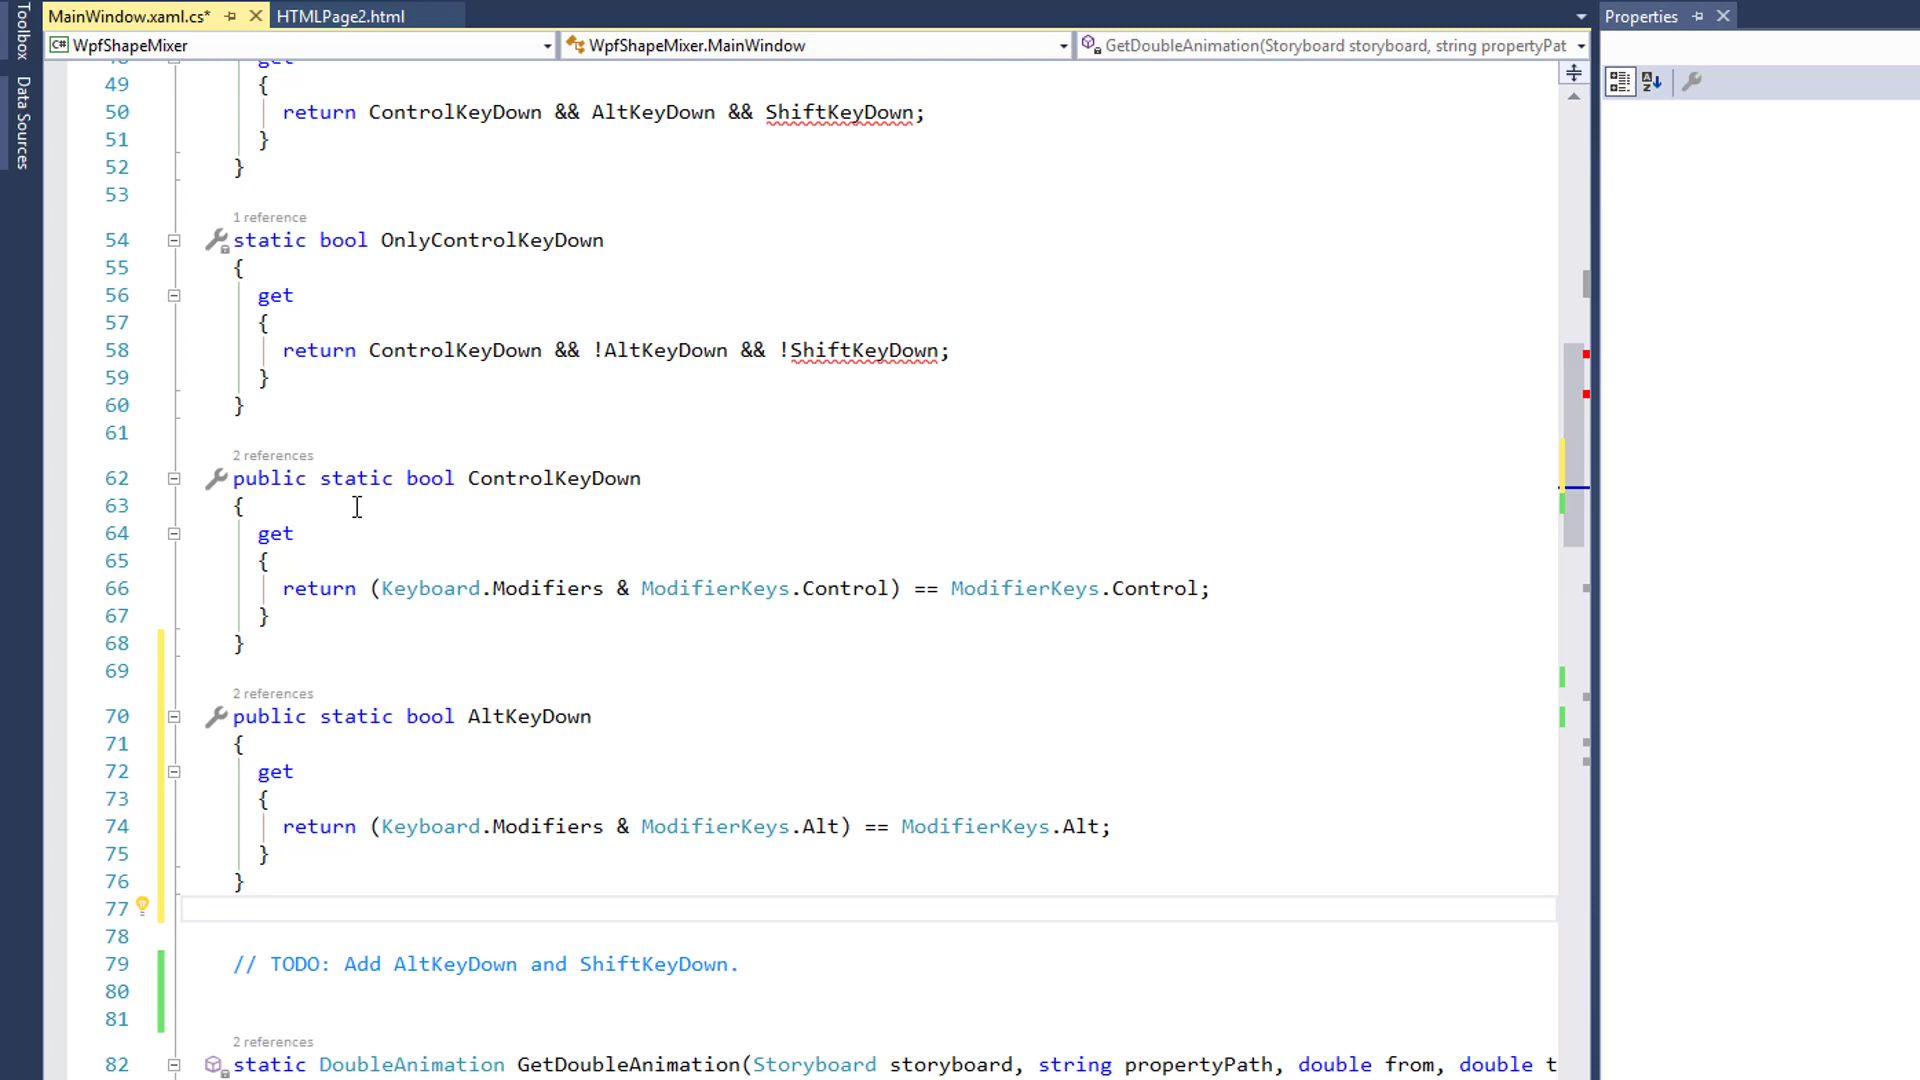 Toolbox
Data Sources
MainWindow.xaml.cs*
HTMLPage2.html
Properties
C# WpfShapeMixer
WpfShapeMixer.MainWindow
GetDoubleAnimation(Storyboard storyboard, string propertyPat
get
49 {
50 return ControlKeyDown && AltKeyDown && ShiftKeyDown;
51 }
52 }
53
1 reference
54 static bool OnlyControlKeyDown
55 {
56 get
57 {
58 return ControlKeyDown && !AltKeyDown && !ShiftKeyDown;
59 }
60 }
61
2 references
62 public static bool ControlKeyDown
63 {
64 get
65 {
66 return (Keyboard.Modifiers & ModifierKeys.Control) == ModifierKeys.Control;
67 }
68 }
69
2 references
70 public static bool AltKeyDown
71 {
72 get
73 {
74 return (Keyboard.Modifiers & ModifierKeys.Alt) == ModifierKeys.Alt;
75 }
76 }
77
78
79 // TODO: Add AltKeyDown and ShiftKeyDown.
80
81
2 references
82 static DoubleAnimation GetDoubleAnimation(Storyboard storyboard, string propertyPath, double from, double t